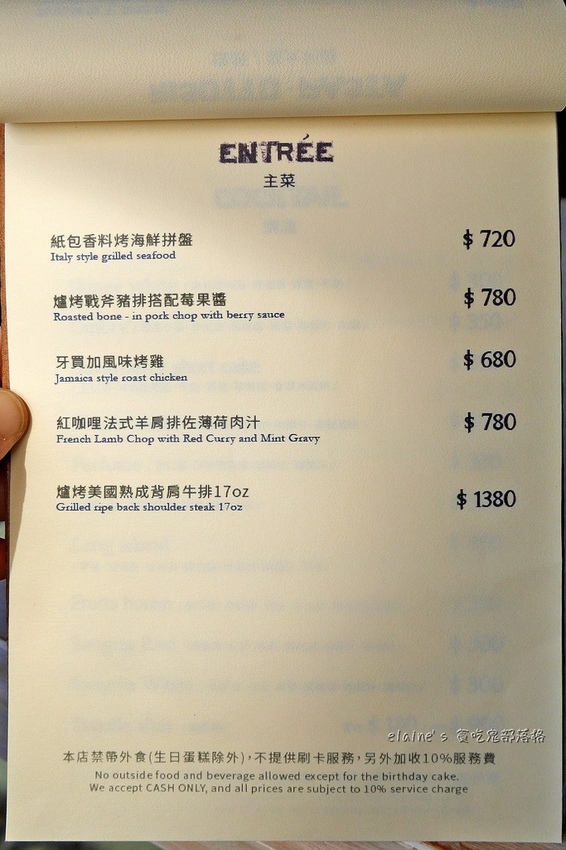 ENTRÉE
主菜
紙包香料烤海鮮拼盤 $ 720
Italy style grilled seafood
爐烤戰斧豬排搭配莓果醬 $ 780
Roasted bone - in pork chop with berry sauce
牙買加風味烤雞 $ 680
Jamaica style roast chicken
紅咖哩法式羊肩排佐薄荷肉汁 $ 780
French Lamb Chop with Red Curry and Mint Gravy
爐烤美國熟成背肩牛排17oz $ 1380
Grilled ripe back shoulder steak 17oz
elaine's 貪吃鬼部落格
本店禁帶外食(生日蛋糕除外),不提供刷卡服務,另外加收10%服務費
No outside food and beverage allowed except for the birthday cake.
We accept CASH ONLY, and all prices are subject to 10% service charge